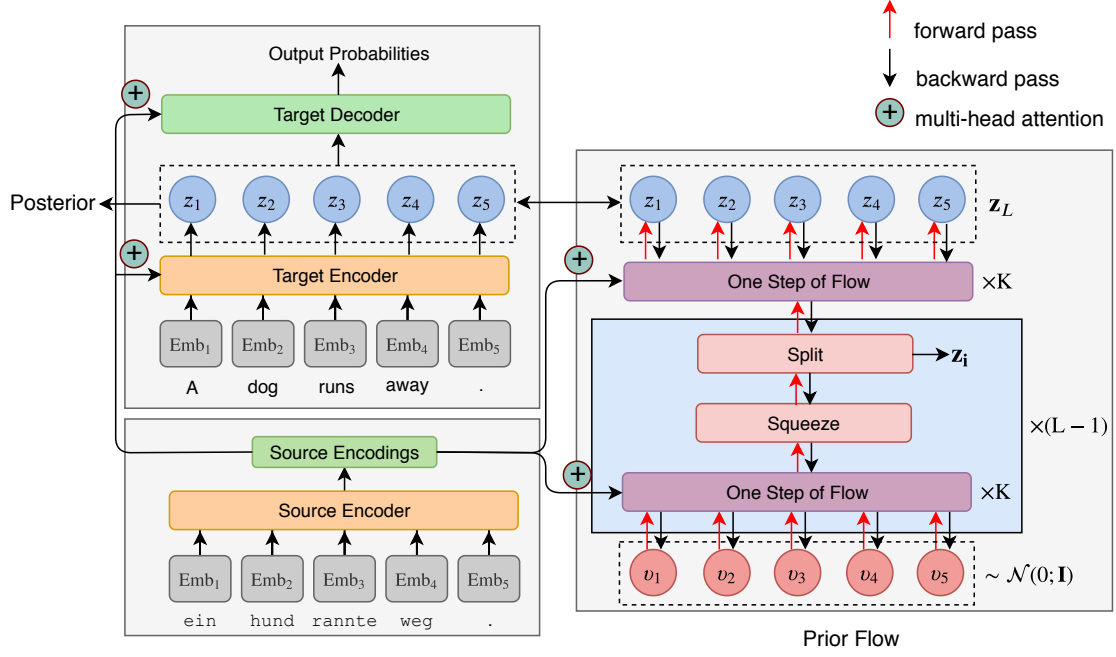 forward pass
backward pass
+ multi-head attention
Output Probabilities
+
Target Decoder
Posterior
z₁ z₂ z₃ z₄ z₅
+
Target Encoder
Emb₁ Emb₂ Emb₃ Emb₄ Emb₅
A dog runs away .
Source Encodings
Source Encoder
Emb₁ Emb₂ Emb₃ Emb₄ Emb₅
ein hund rannte weg .
z₁ z₂ z₃ z₄ z₅ z_L
+
One Step of Flow ×K
Split zᵢ
Squeeze ×(L − 1)
+
One Step of Flow ×K
υ₁ υ₂ υ₃ υ₄ υ₅ ~ 𝒩(0; I)
Prior Flow